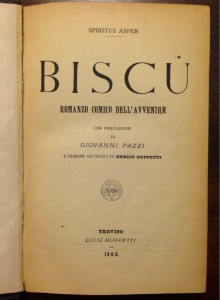 SPIRITUS ASPER
BISCÙ
ROMANZO COMICO DELL'AVVENIRE
CON PREFAZIONE
DI
GIOVANNI PAZZI
E DISEGNI ARTISTICI DI ENRICO BUFFETTI
TREVISO
LUIGI BUFFETTI
1902.